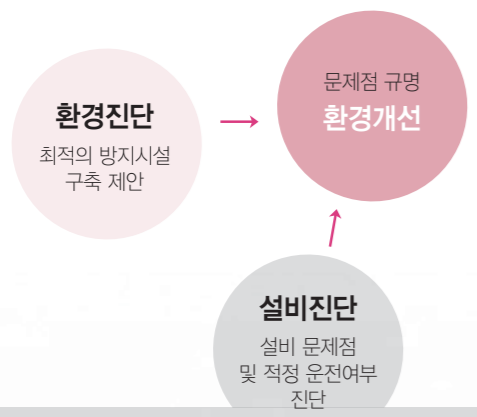 환경진단
최적의 방지시설
구축 제안
문제점 규명
환경개선
설비진단
설비 문제점
및 적정 운전여부
진단